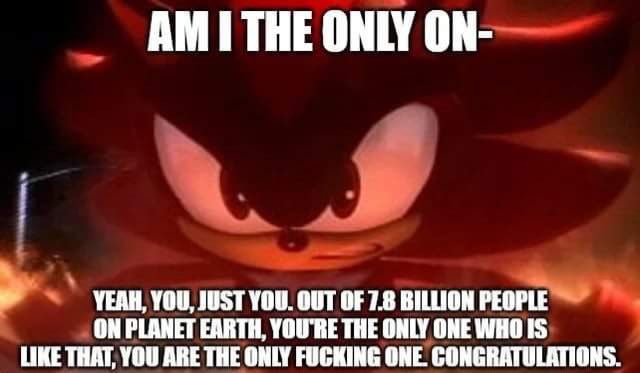 AM I THE ONLY ON-
YEAH, YOU, JUST YOU. OUT OF 7.8 BILLION PEOPLE
ON PLANET EARTH, YOU'RE THE ONLY ONE WHO IS
LIKE THAT, YOU ARE THE ONLY FUCKING ONE. CONGRATULATIONS.